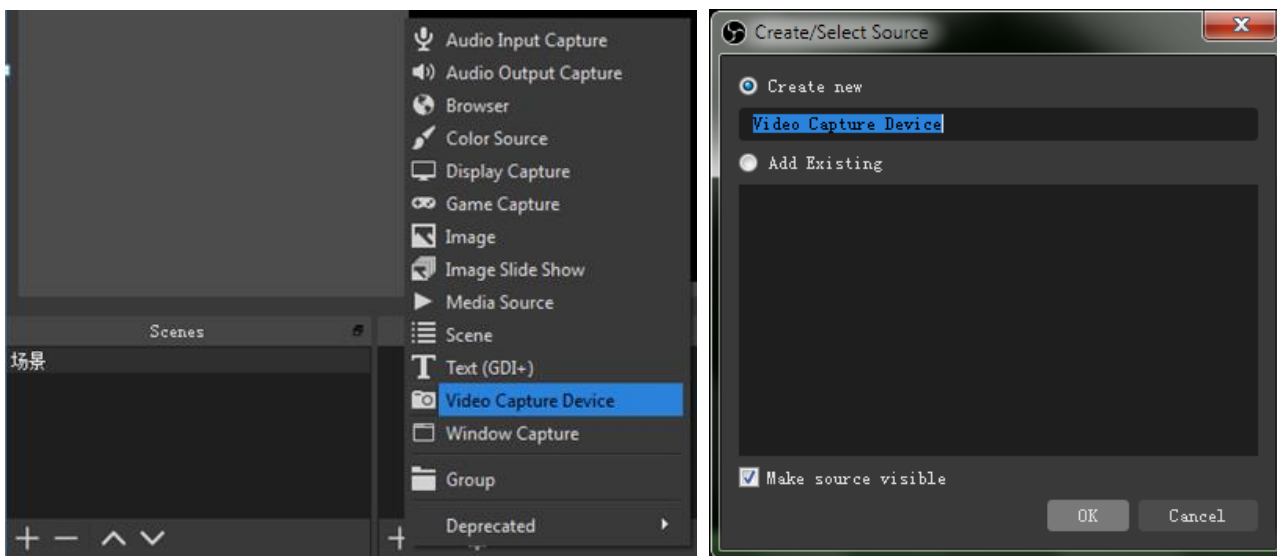 Audio Input Capture
Audio Output Capture
Browser
Color Source
Display Capture
Game Capture
Image
Image Slide Show
Media Source
Scene
Text (GDI+)
Video Capture Device
Window Capture
Group
Deprecated
Scenes
场景
Create/Select Source
Create new
Video Capture Device
Add Existing
Make source visible
OK
Cancel